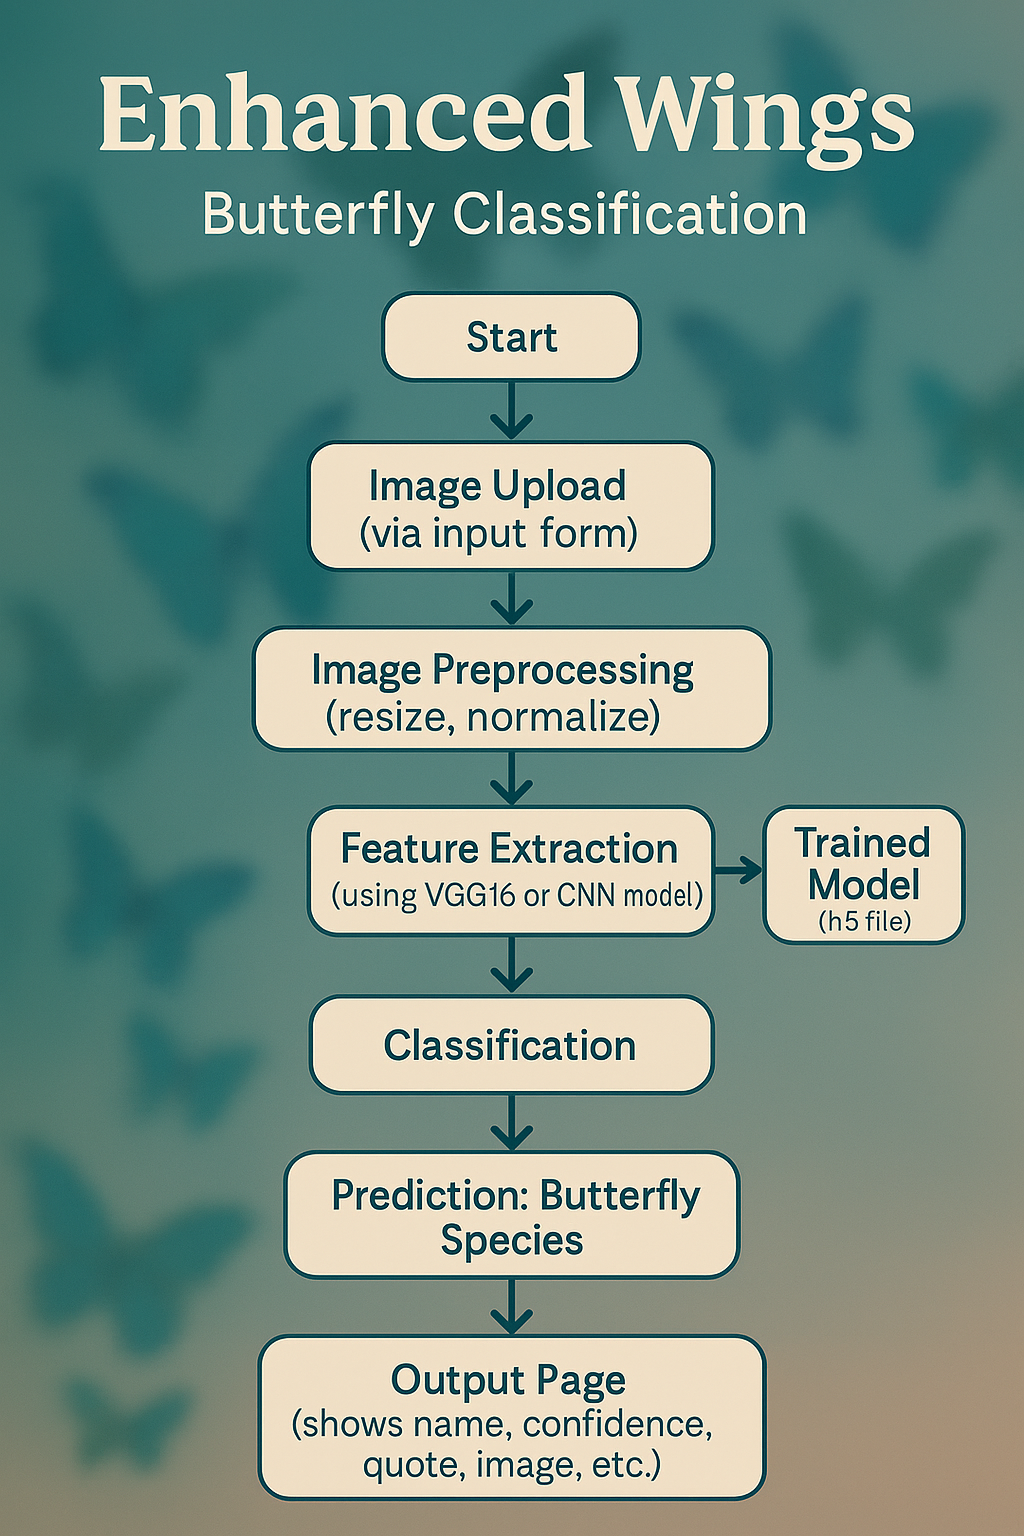 Enhanced Wings
Butterfly Classification
Start
Image Upload
(via input form)
Image Preprocessing
(resize, normalize)
Feature Extraction
(using VGG16 or CNN model)
Trained
Model
(h5 file)
Classification
Prediction: Butterfly
Species
Output Page
(shows name, confidence,
quote, image, etc.)